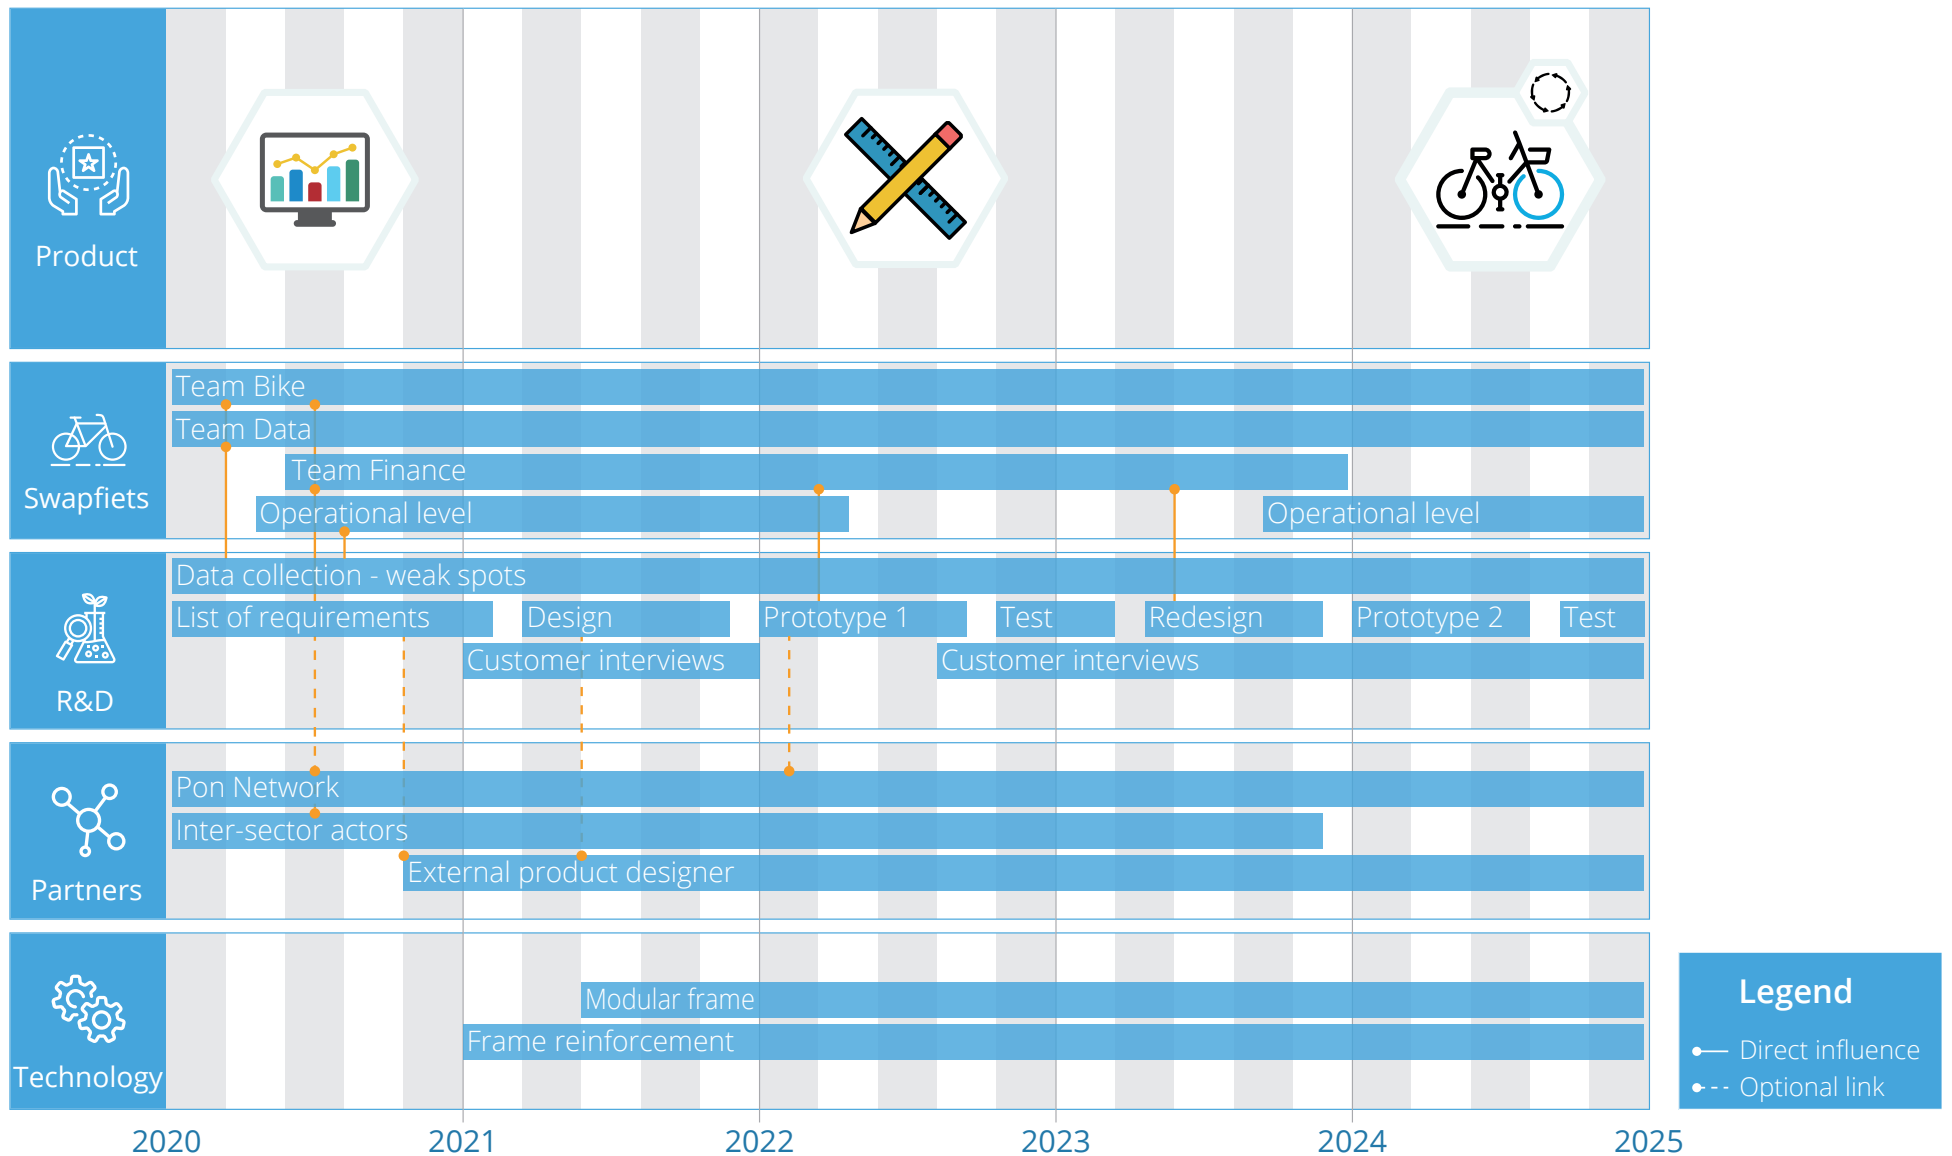 Product
Swapfiets
Team Bike
Team Data
Team Finance
Operational level
Operational level
R&D
Data collection - weak spots
List of requirements
Design
Prototype 1
Test
Redesign
Prototype 2
Test
Customer interviews
Customer interviews
Partners
Pon Network
Inter-sector actors
External product designer
Technology
Modular frame
Frame reinforcement
Legend
Direct influence
Optional link
2020
2021
2022
2023
2024
2025